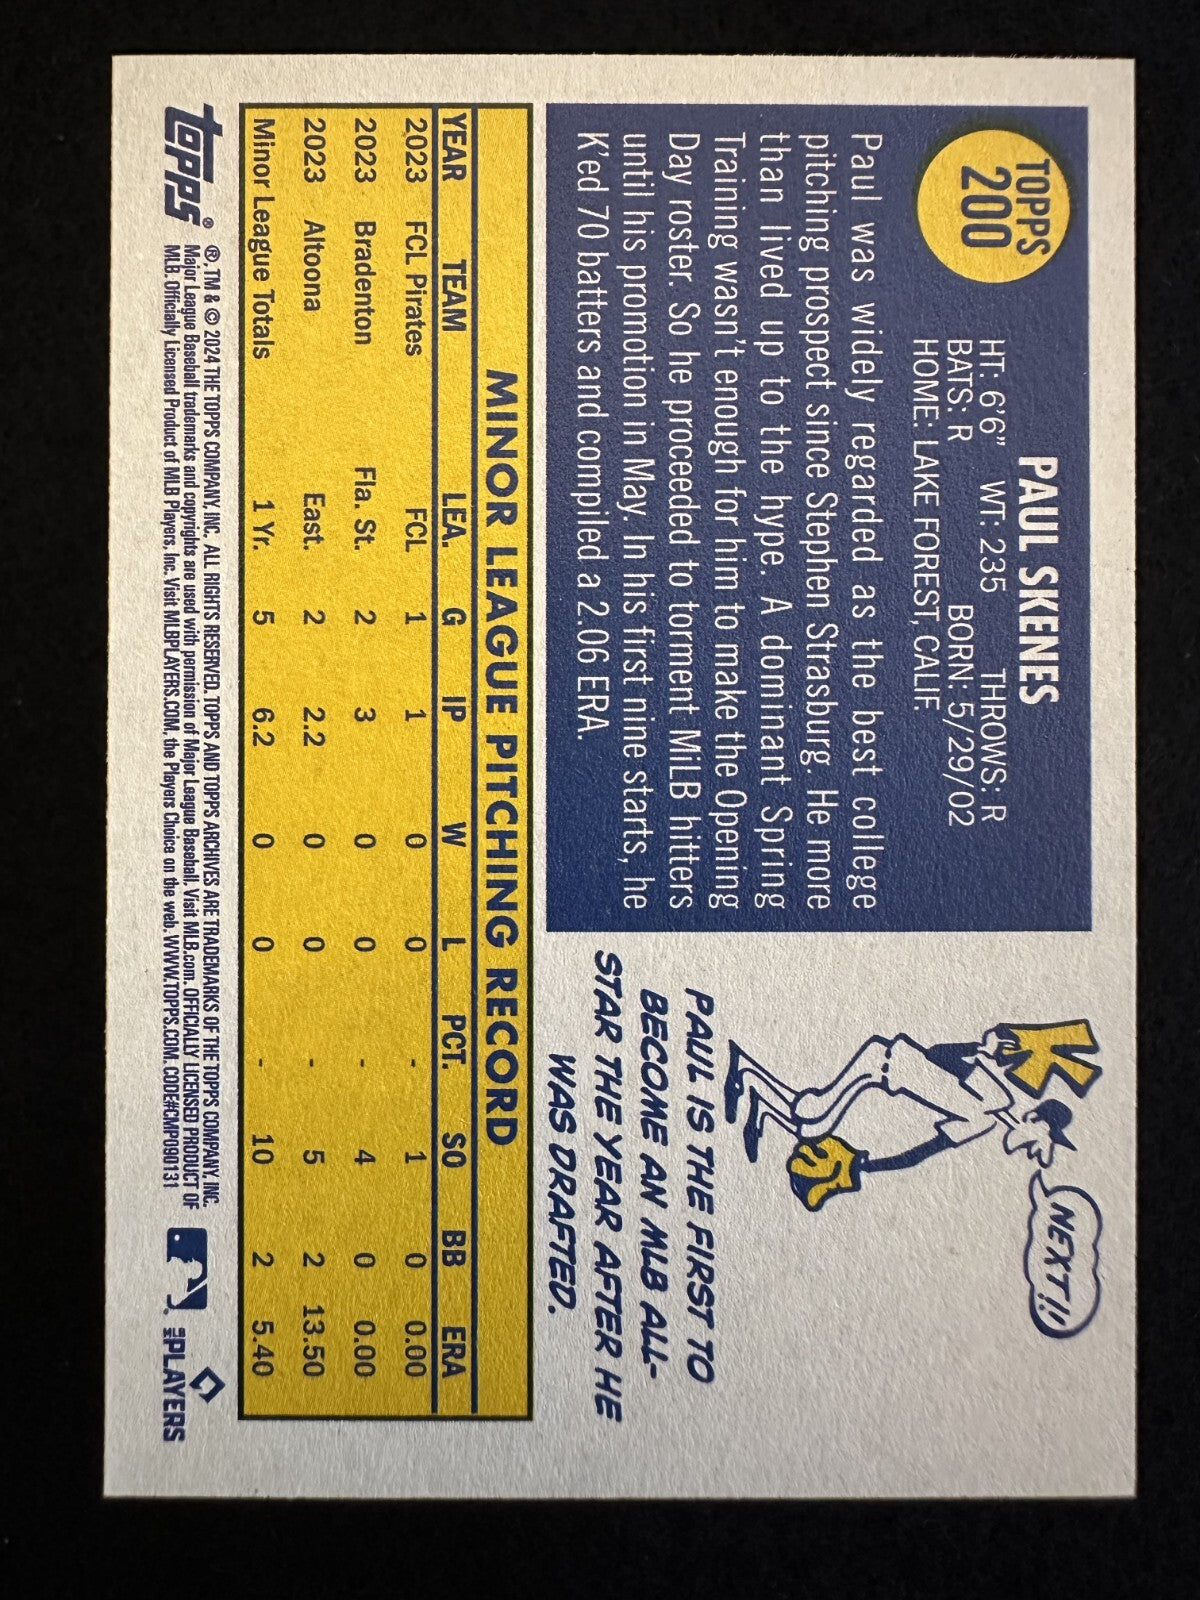 TOPPS
200
PAUL SKENES
HT: 6'6" WT: 235 THROWS: R
BATS: R BORN: 5/29/02
HOME: LAKE FOREST, CALIF.
Paul was widely regarded as the best college
pitching prospect since Stephen Strasburg. He more
than lived up to the hype. A dominant Spring
Training wasn't enough for him to make the Opening
Day roster. So he proceeded to torment MiLB hitters
until his promotion in May. In his first nine starts, he
K'ed 70 batters and compiled a 2.06 ERA.
K
NEXT!!
PAUL IS THE FIRST TO
BECOME AN MLB ALL-
STAR THE YEAR AFTER HE
WAS DRAFTED.
MINOR LEAGUE PITCHING RECORD
YEAR TEAM LEA. G IP W L PCT. SO BB ERA
2023 FCL Pirates FCL 1 1 0 0 - 1 0 0.00
2023 Bradenton Fla. St. 2 3 0 0 - 4 0 0.00
2023 Altoona East. 2 2.2 0 0 - 5 2 13.50
Minor League Totals 1 Yr. 5 6.2 0 0 - 10 2 5.40
topps®
®, TM & © 2024 THE TOPPS COMPANY, INC. ALL RIGHTS RESERVED. TOPPS AND TOPPS ARCHIVES ARE TRADEMARKS OF THE TOPPS COMPANY, INC.
Major League Baseball trademarks and copyrights are used with permission of Major League Baseball. Visit MLB.com. OFFICIALLY LICENSED PRODUCT OF
MLB. Officially Licensed Product of MLB Players, Inc. Visit MLBPLAYERS.COM, the Players Choice on the web. WWW.TOPPS.COM. CODE#CMP090131
MLB PLAYERS